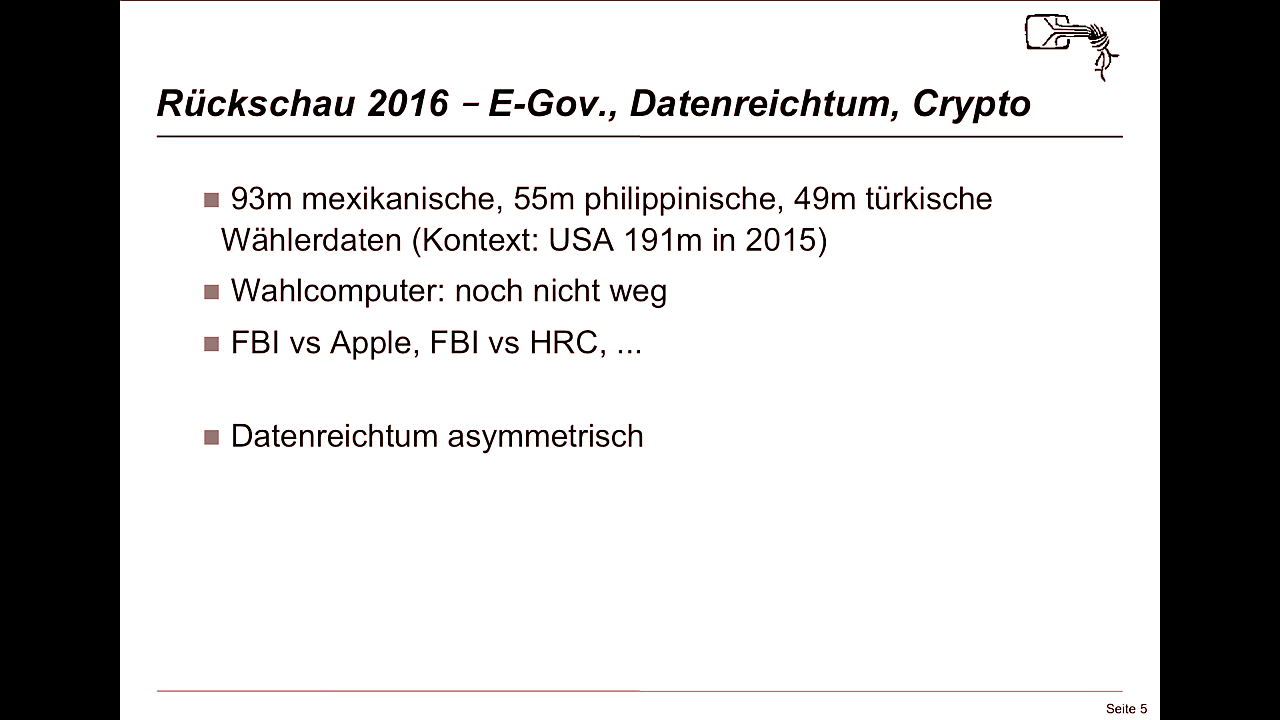 Rückschau 2016 – E-Gov., Datenreichtum, Crypto
93m mexikanische, 55m philippinische, 49m türkische
Wählerdaten (Kontext: USA 191m in 2015)
Wahlcomputer: noch nicht weg
FBI vs Apple, FBI vs HRC, ...
Datenreichtum asymmetrisch
Seite 5